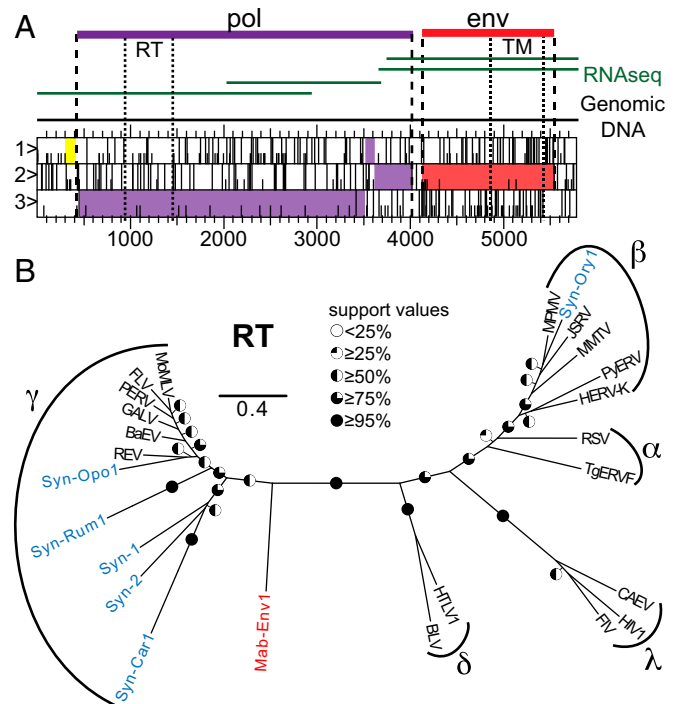 A
pol
env
RT
TM
RNAseq
Genomic
DNA
1>
2>
3>
1000
2000
3000
4000
5000
B
RT
0.4
support values
<25%
≥25%
≥50%
≥75%
≥95%
γ
MoMLV
FLV
PERV
GALV
BaEV
REV
Syn-Opo1
Syn-Rum1
Syn-1
Syn-2
Syn-Car1
Mab-Env1
β
MPMV
Syn-Ory1
JSRV
MMTV
PyERV
HERV-K
RSV
α
TgERVF
CAEV
HIV1
FIV
λ
HTLV1
BLV
δ